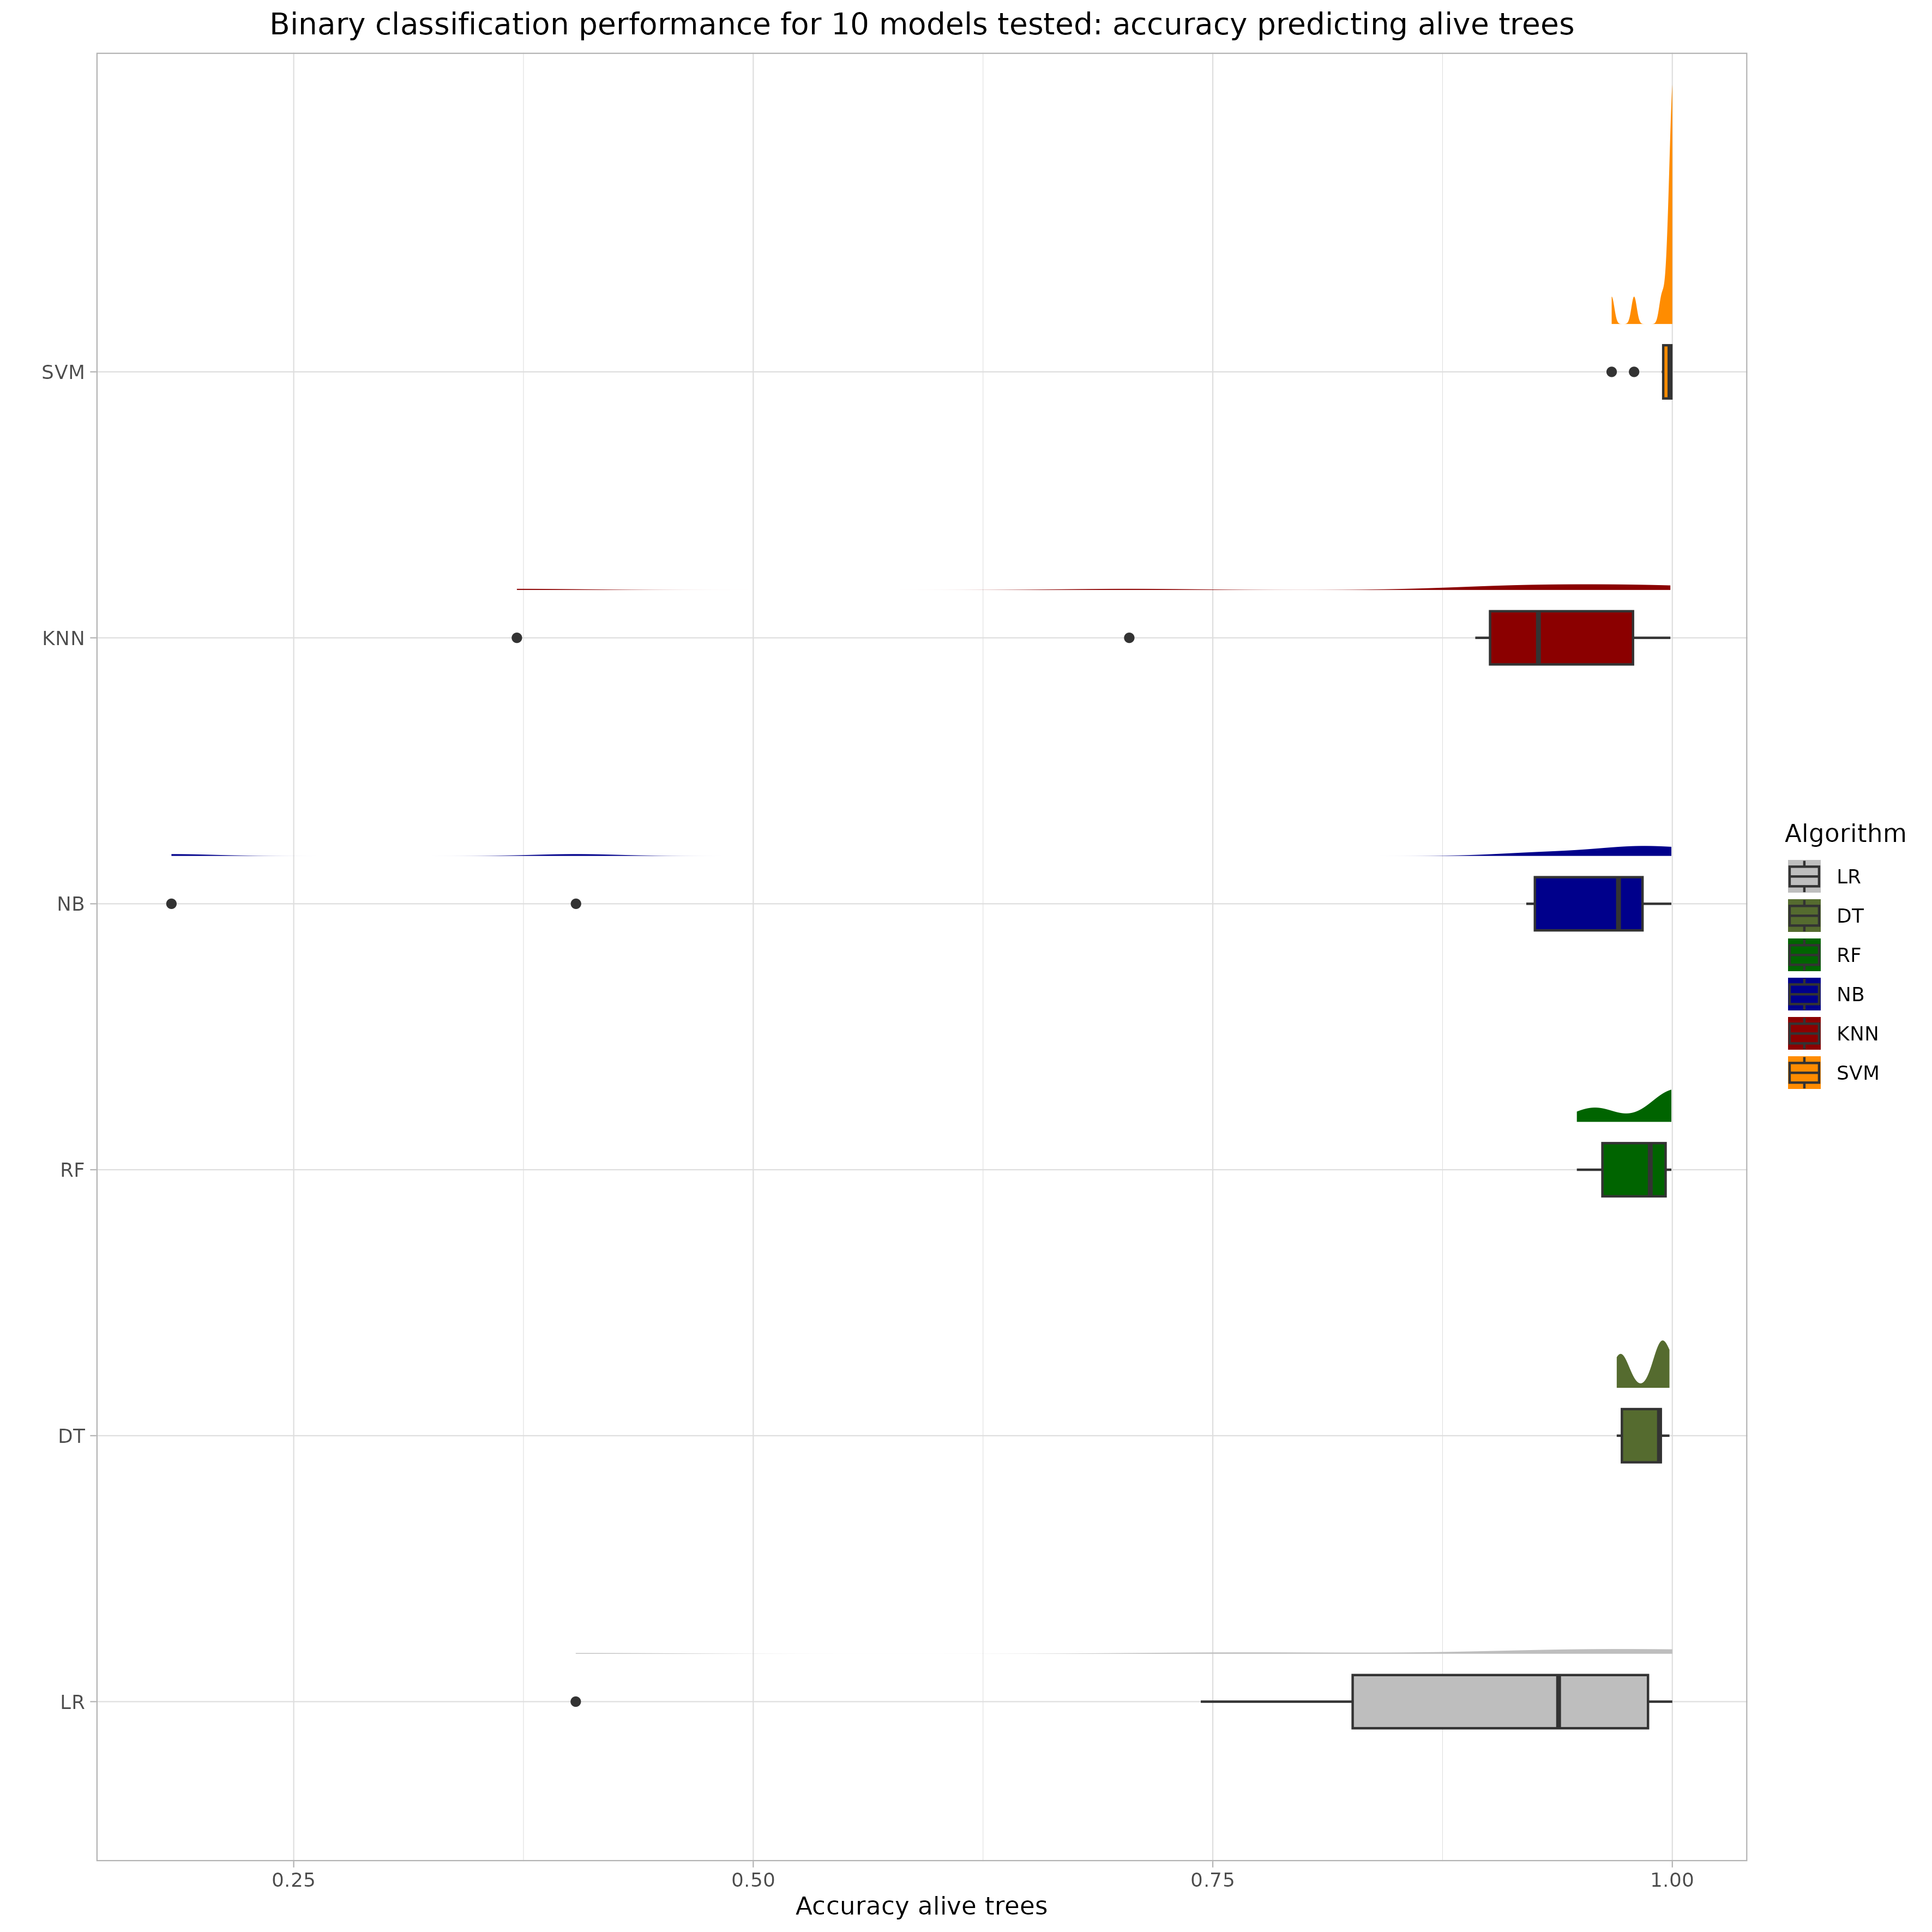 Binary classification performance for 10 models tested: accuracy predicting alive trees
SVM
KNN
NB
RF
DT
LR
0.25
0.50
0.75
1.00
Accuracy alive trees
Algorithm
LR
DT
RF
NB
KNN
SVM